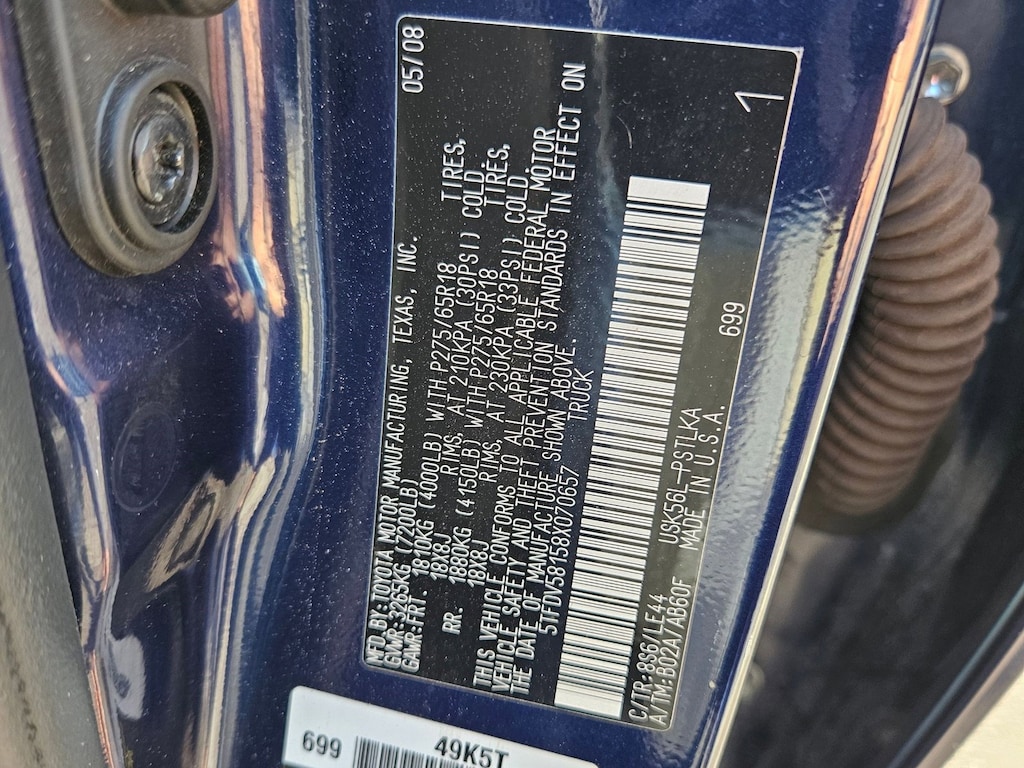 MFD.BY:TOYOTA MOTOR MANUFACTURING, TEXAS, INC. 05/08
GVWR:3265KG (7200LB)
GAWR-FRT. 1810KG (4000LB) WITH P275/65R18 TIRES,
18X8J RIMS, AT 210KPA (30PSI) COLD
RR. 1880KG (4150LB) WITH P275/65R18 TIRES,
18X8J RIMS, AT 230KPA (33PSI) COLD.
THIS VEHICLE CONFORMS TO ALL APPLICABLE FEDERAL MOTOR
VEHICLE SAFETY AND THEFT PREVENTION STANDARDS IN EFFECT ON
THE DATE OF MANUFACTURE SHOWN ABOVE.
5TFDV58158X070657 TRUCK
C/TR:8S6/LE44 USK56L-PSTLKA 699
A/TM:B02A/AB60F MADE IN U.S.A. 1
699 49K5T